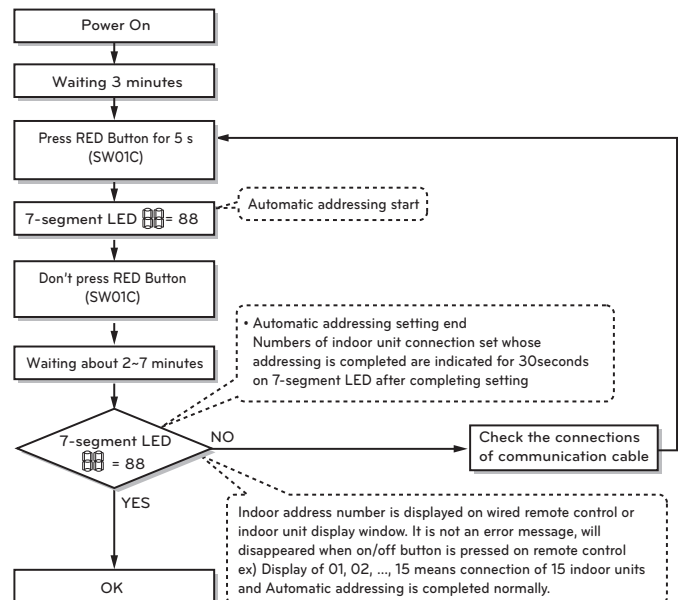 Power On
Waiting 3 minutes
Press RED Button for 5 s
(SW01C)
7-segment LED 88 = 88
Automatic addressing start
Don't press RED Button
(SW01C)
• Automatic addressing setting end
Numbers of indoor unit connection set whose
addressing is completed are indicated for 30seconds
on 7-segment LED after completing setting
Waiting about 2~7 minutes
7-segment LED
88 = 88
NO
Check the connections
of communication cable
YES
Indoor address number is displayed on wired remote control or
indoor unit display window. It is not an error message, will
disappeared when on/off button is pressed on remote control
ex) Display of 01, 02, ..., 15 means connection of 15 indoor units
and Automatic addressing is completed normally.
OK